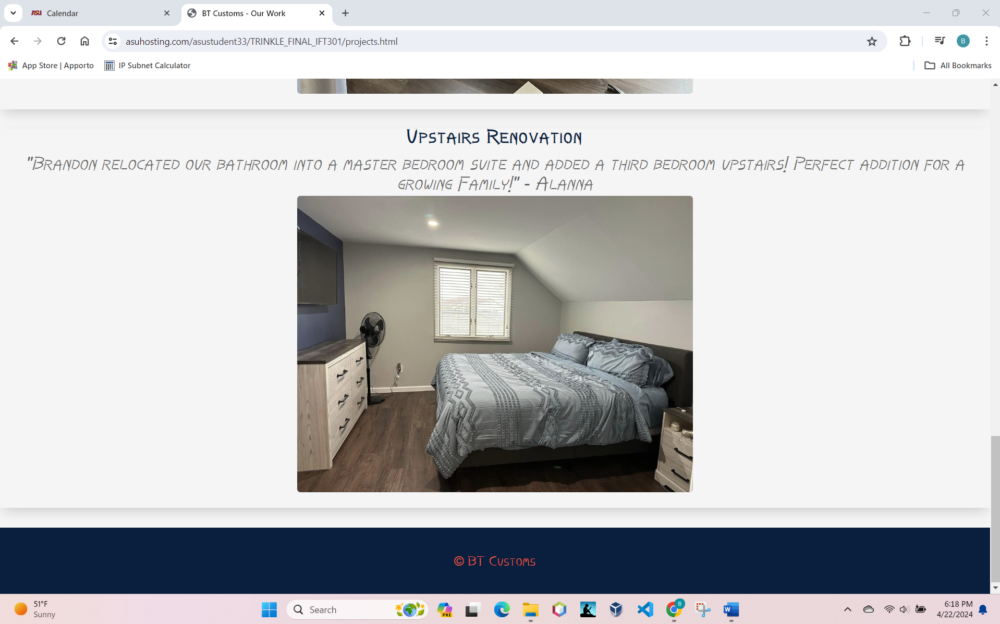 ASU Calendar
BT Customs - Our Work
asuhosting.com/asustudent33/TRINKLE_FINAL_IFT301/projects.html
B
App Store | Apporto
IP Subnet Calculator
All Bookmarks
Upstairs Renovation
"Brandon relocated our bathroom into a master bedroom suite and added a third bedroom upstairs! Perfect addition for a
growing Family!" - Alanna
© BT Customs
51°F
Sunny
Search
PRE
B
W
6:18 PM
4/22/2024